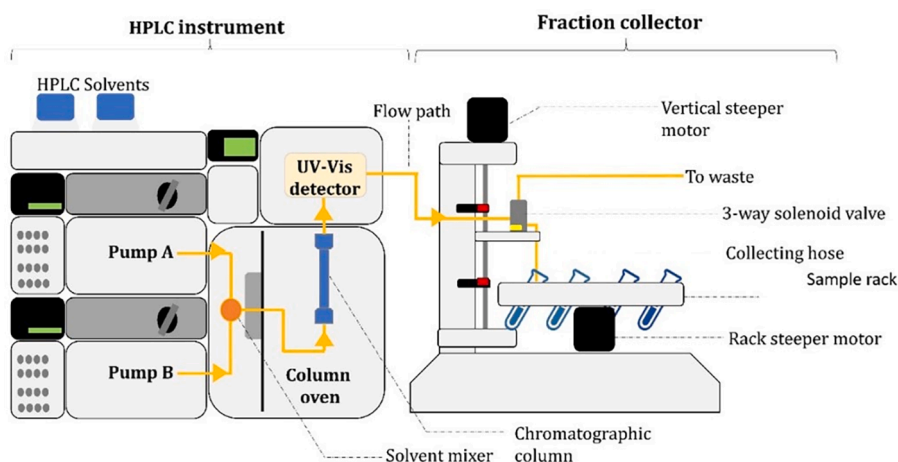 HPLC instrument
Fraction collector
HPLC Solvents
Flow path
Vertical steeper
motor
UV-Vis
detector
To waste
3-way solenoid valve
Pump A
Collecting hose
Sample rack
Rack steeper motor
Pump B
Column
oven
Chromatographic
column
Solvent mixer